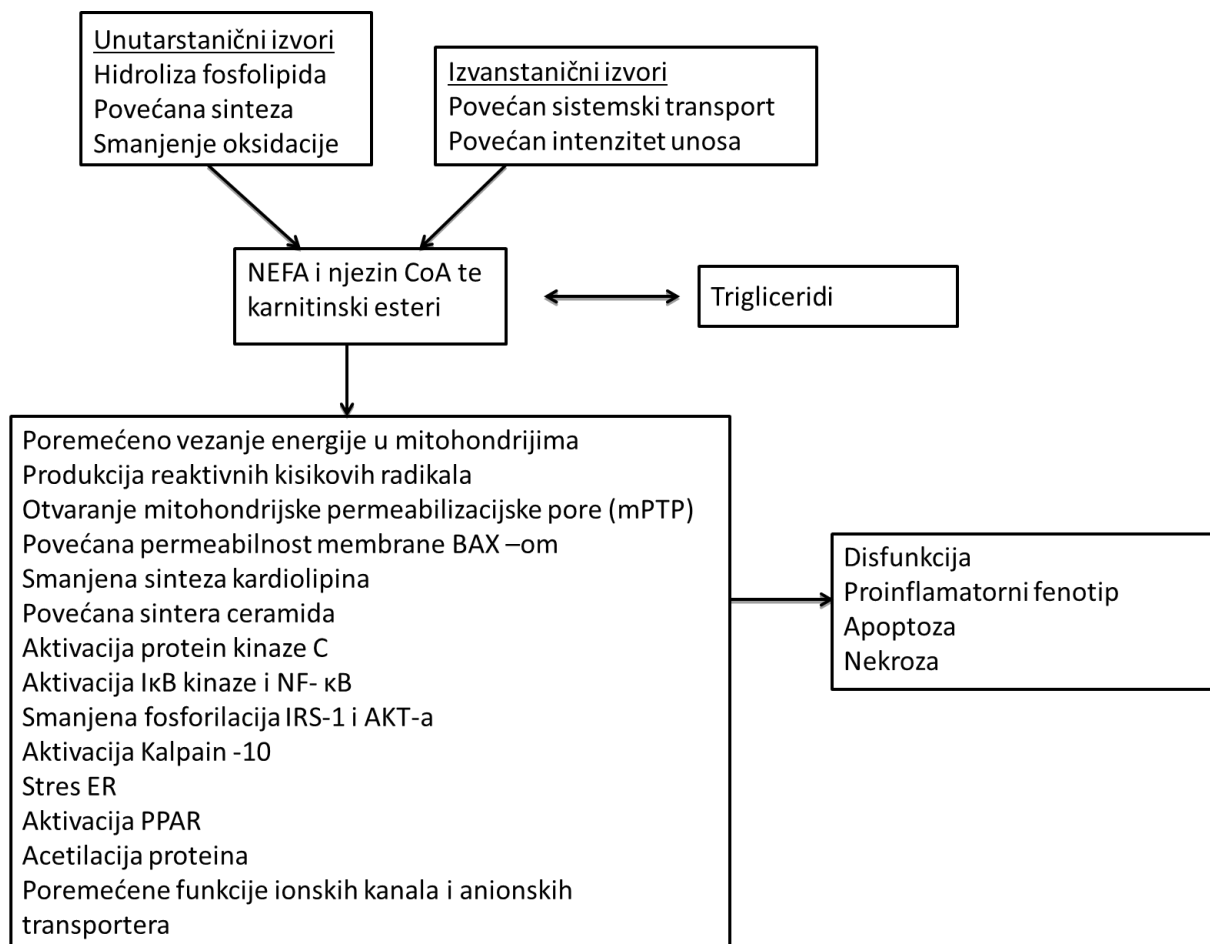 Unutarstanični izvori
Hidroliza fosfolipida
Povećana sinteza
Smanjenje oksidacije
Izvanstanični izvori
Povećan sistemski transport
Povećan intenzitet unosa
NEFA i njezin CoA te
karnitinski esteri
Trigliceridi
Poremećeno vezanje energije u mitohondrijima
Produkcija reaktivnih kisikovih radikala
Otvaranje mitohondrijske permeabilizacijske pore (mPTP)
Povećana permeabilnost membrane BAX –om
Smanjena sinteza kardiolipina
Povećana sintera ceramida
Aktivacija protein kinaze C
Aktivacija IκB kinaze i NF- κB
Smanjena fosforilacija IRS-1 i AKT-a
Aktivacija Kalpain -10
Stres ER
Aktivacija PPAR
Acetilacija proteina
Poremećene funkcije ionskih kanala i anionskih
transportera
Disfunkcija
Proinflamatorni fenotip
Apoptoza
Nekroza